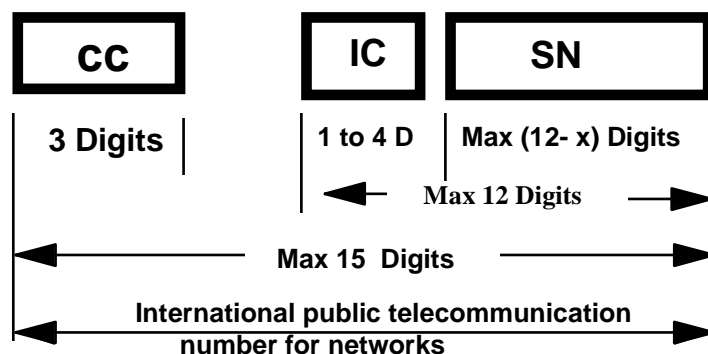 CC IC SN
3 Digits 1 to 4 D Max (12- x) Digits
Max 12 Digits
Max 15 Digits
International public telecommunication
number for networks